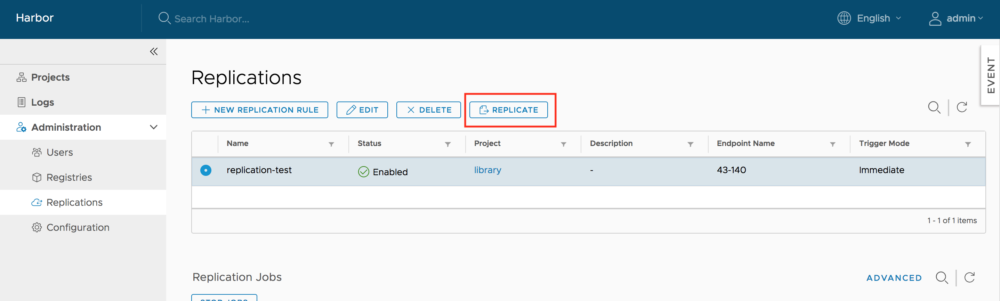 Harbor
Search Harbor...
English
admin
EVENT
Projects
Logs
Administration
Users
Registries
Replications
Configuration
Replications
NEW REPLICATION RULE
EDIT
DELETE
REPLICATE
Name Status Project Description Endpoint Name Trigger Mode
replication-test Enabled library - 43-140 Immediate
1 - 1 of 1 items
Replication Jobs
ADVANCED
STOP JOBS